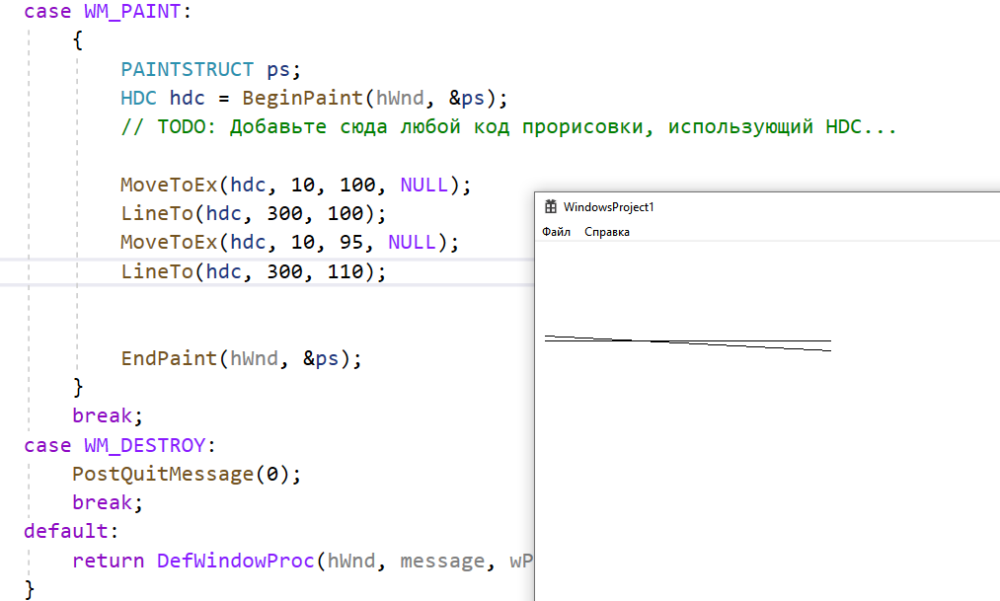 case WM_PAINT:
{
PAINTSTRUCT ps;
HDC hdc = BeginPaint(hWnd, &ps);
// TODO: Добавьте сюда любой код прорисовки, использующий HDC...
MoveToEx(hdc, 10, 100, NULL);
LineTo(hdc, 300, 100);
MoveToEx(hdc, 10, 95, NULL);
LineTo(hdc, 300, 110);
EndPaint(hWnd, &ps);
}
break;
case WM_DESTROY:
PostQuitMessage(0);
break;
default:
return DefWindowProc(hWnd, message, wP
}
WindowsProject1
Файл Справка